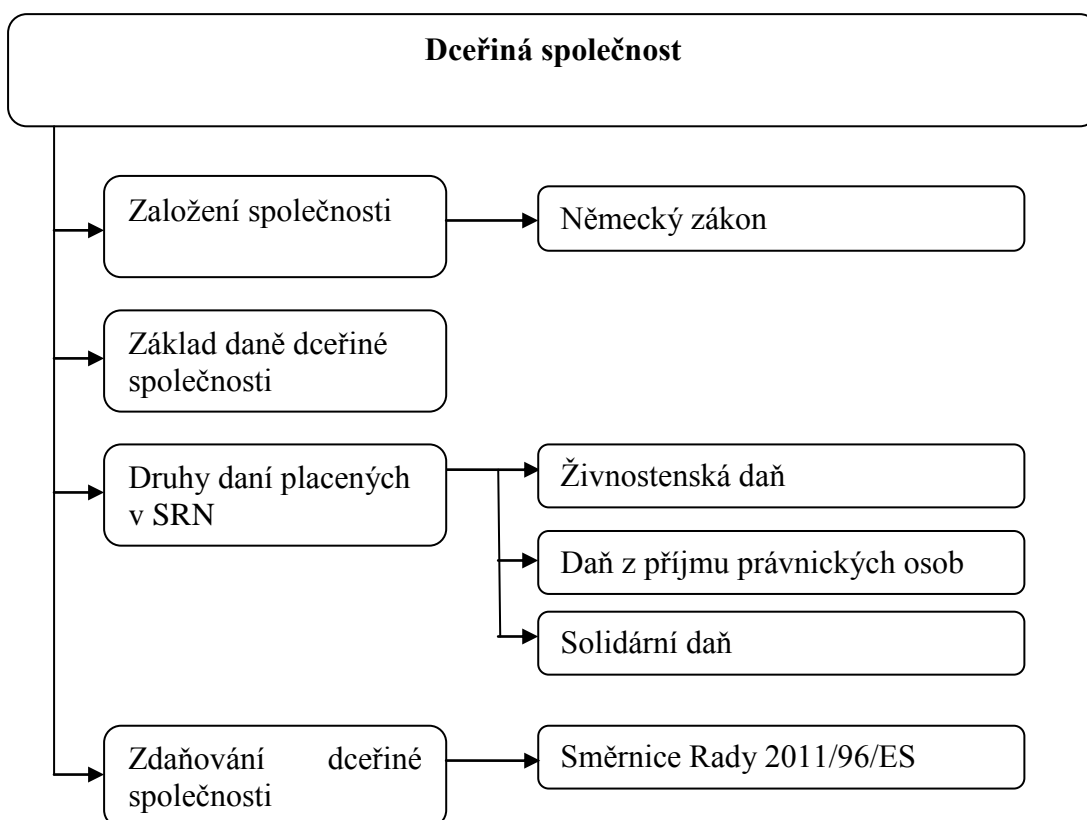 Dceřiná společnost
Založení společnosti
Německý zákon
Základ daně dceřiné
společnosti
Druhy daní placených
v SRN
Živnostenská daň
Daň z příjmu právnických osob
Solidární daň
Zdaňování dceřiné
společnosti
Směrnice Rady 2011/96/ES